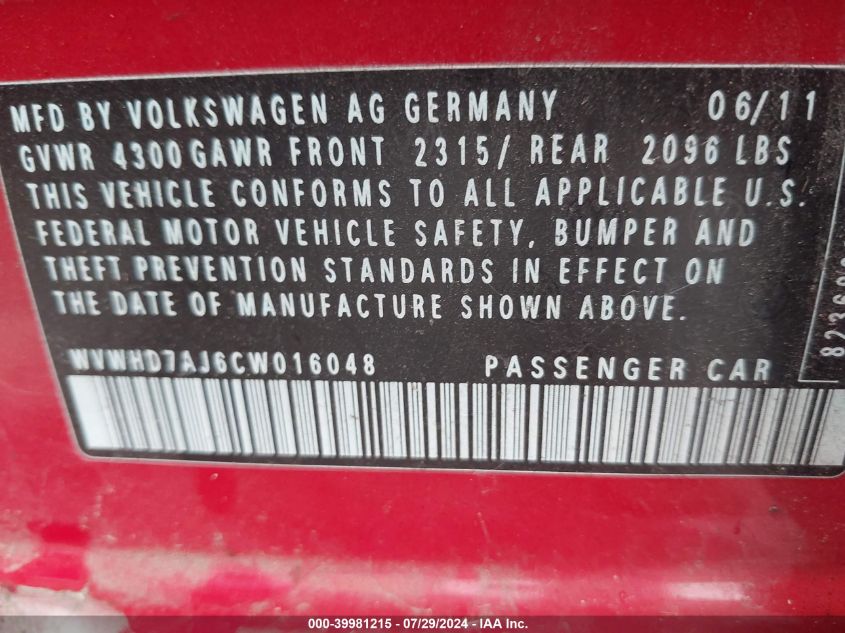 MFD BY VOLKSWAGEN AG GERMANY 06/11
GVWR 4300 GAWR FRONT 2315/ REAR 2096 LBS
THIS VEHICLE CONFORMS TO ALL APPLICABLE U.S.
FEDERAL MOTOR VEHICLE SAFETY, BUMPER AND
THEFT PREVENTION STANDARDS IN EFFECT ON
THE DATE OF MANUFACTURE SHOWN ABOVE.
WVWHD7AJ6CW016048 PASSENGER CAR
000-39981215 - 07/29/2024 - IAA Inc.